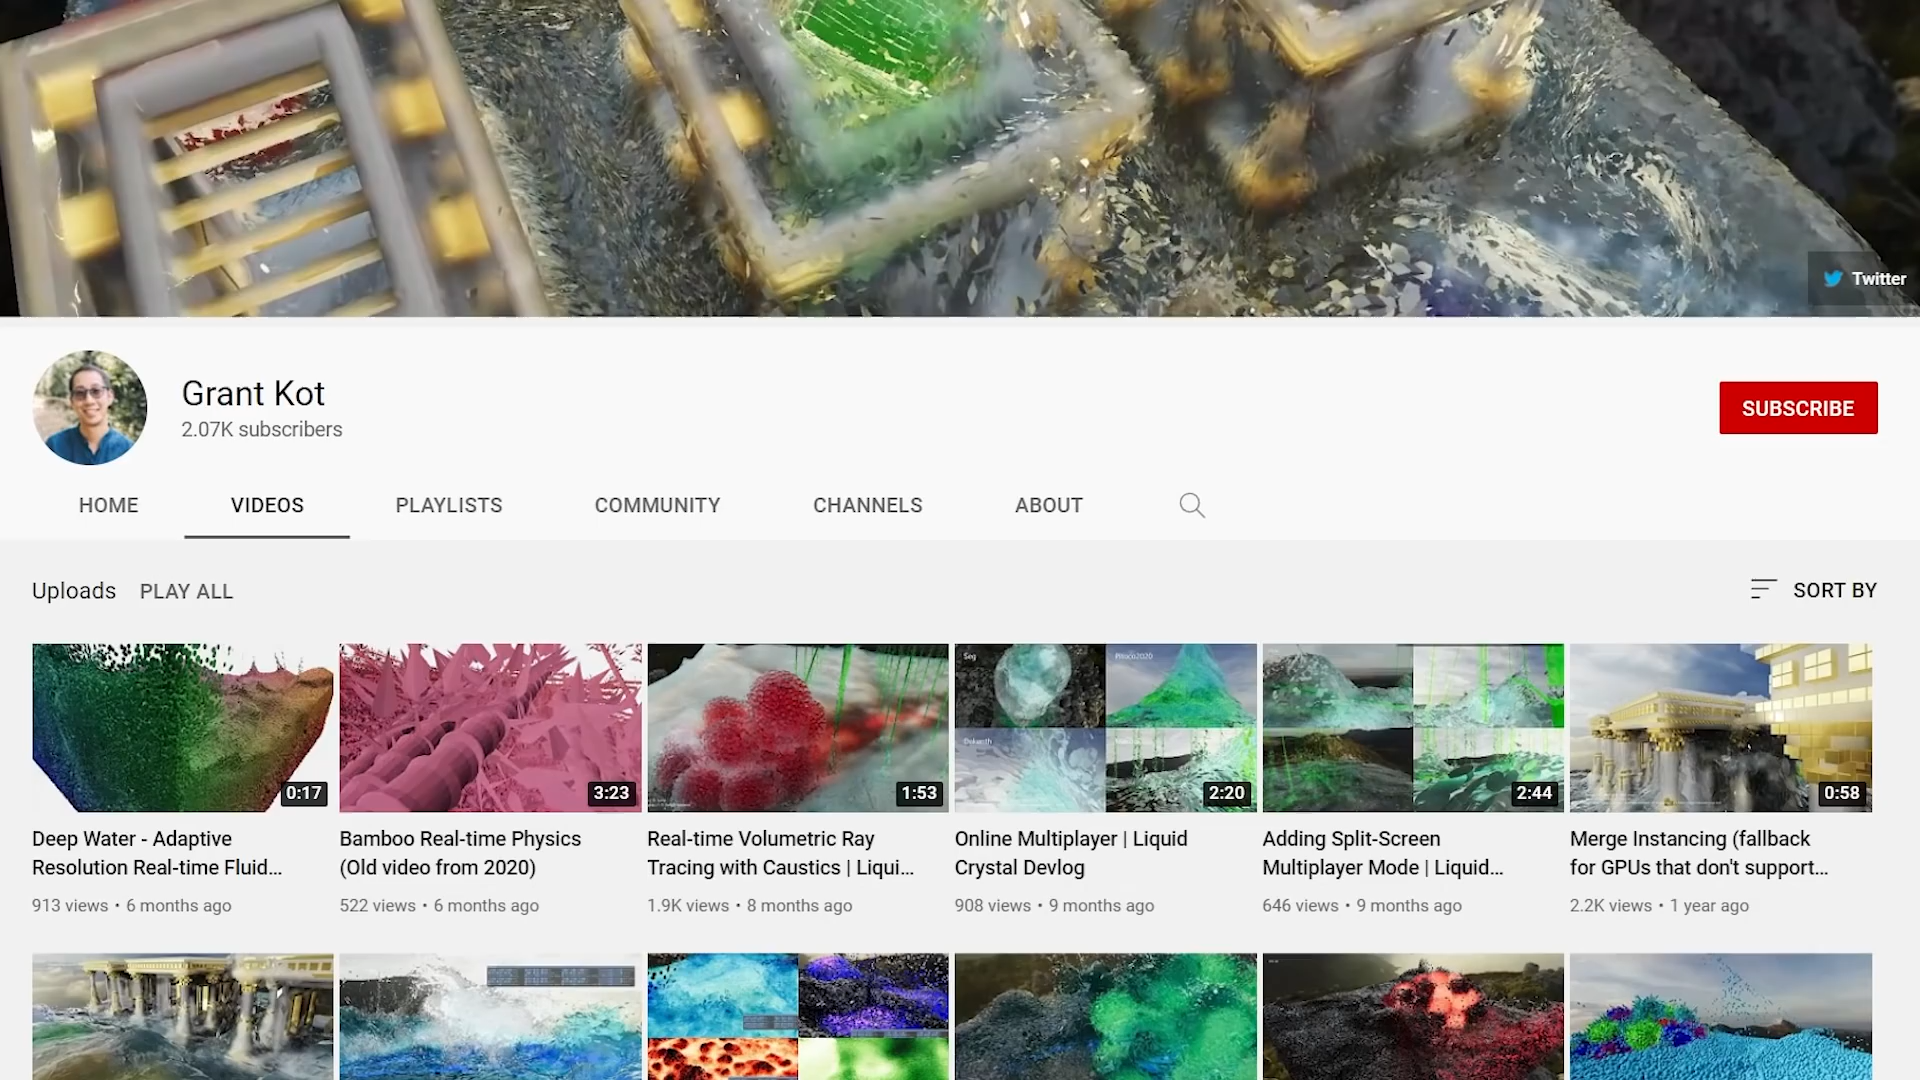 Twitter
Grant Kot
2.07K subscribers
SUBSCRIBE
HOME
VIDEOS
PLAYLISTS
COMMUNITY
CHANNELS
ABOUT
Uploads
PLAY ALL
SORT BY
Seg
0:17
3:23
1:53
2:20
2:44
0:58
Deep Water - Adaptive
Resolution Real-time Fluid...
913 views • 6 months ago
Bamboo Real-time Physics
(Old video from 2020)
522 views • 6 months ago
Real-time Volumetric Ray
Tracing with Caustics | Liqui...
1.9K views • 8 months ago
Online Multiplayer | Liquid
Crystal Devlog
908 views • 9 months ago
Adding Split-Screen
Multiplayer Mode | Liquid...
646 views • 9 months ago
Merge Instancing (fallback
for GPUs that don't support...
2.2K views • 1 year ago